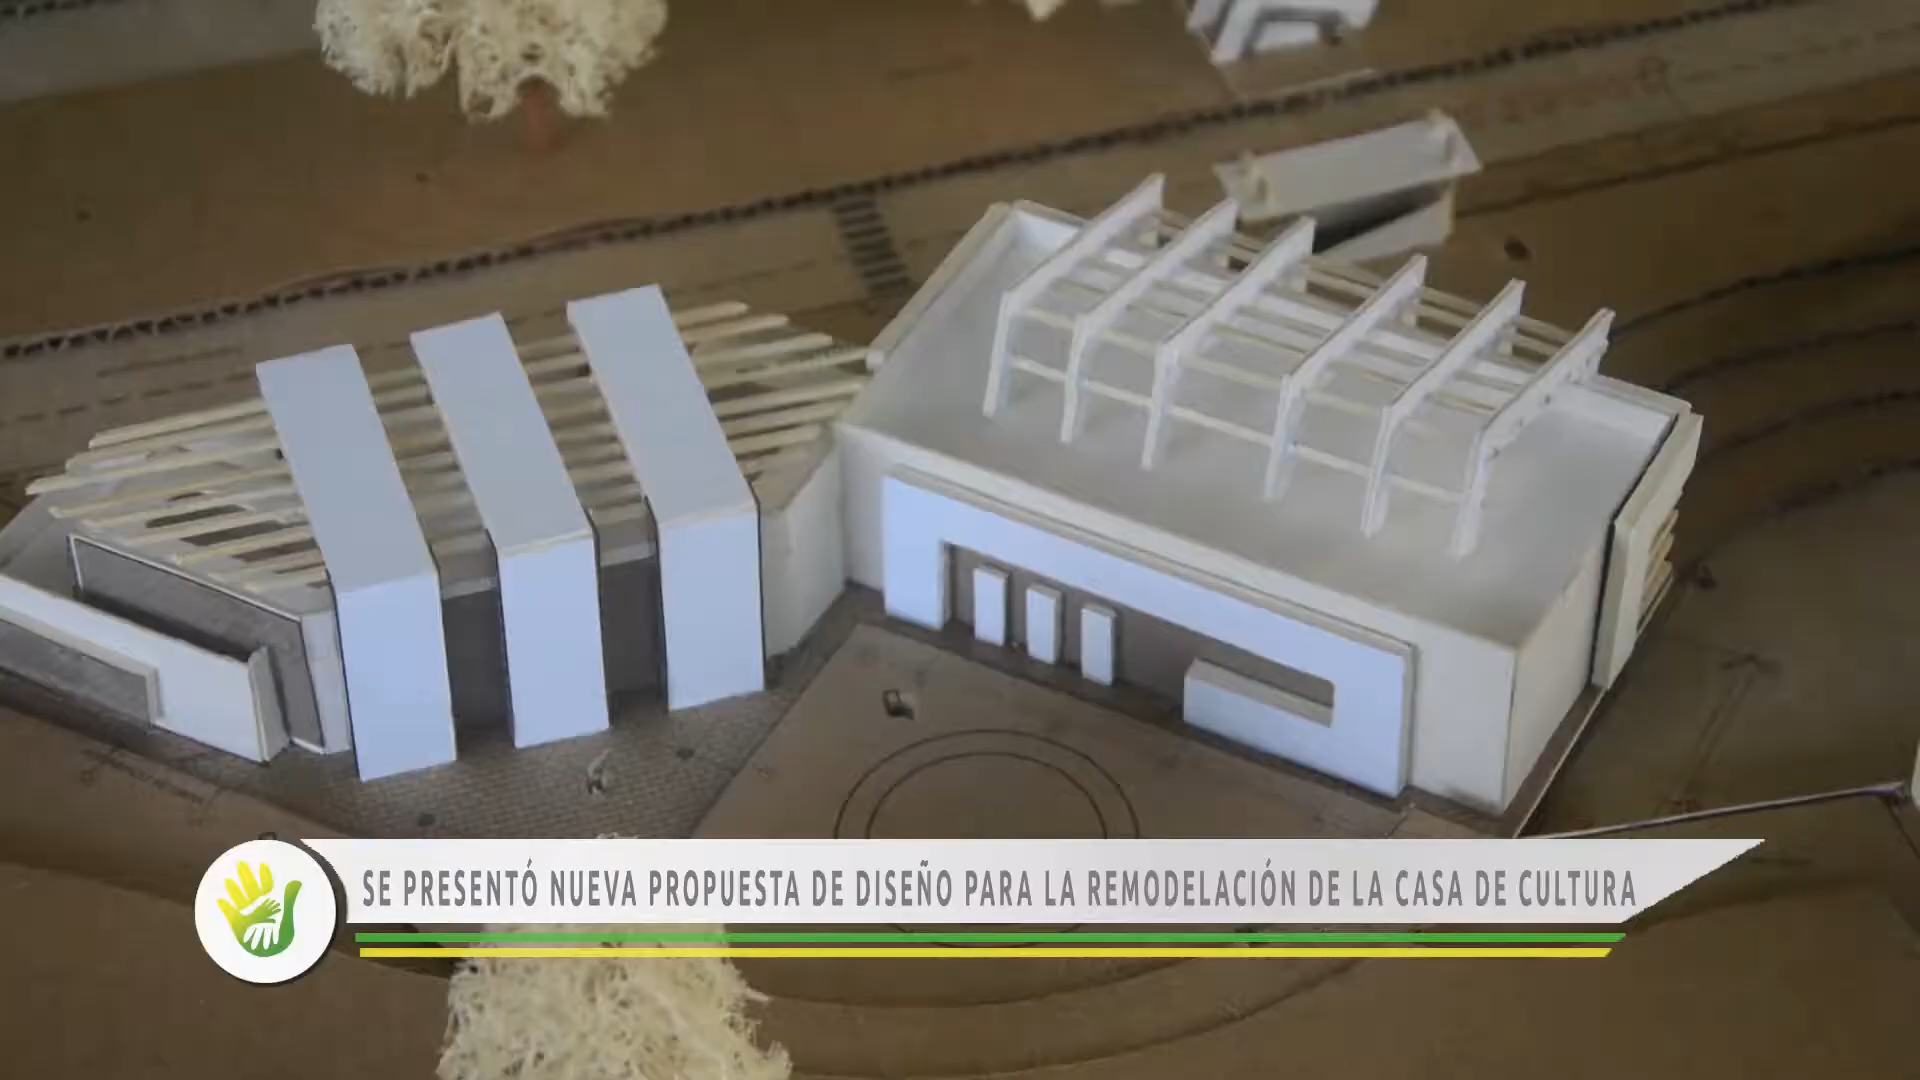 SE PRESENTÓ NUEVA PROPUESTA DE DISEÑO PARA LA REMODELACIÓN DE LA CASA DE CULTURA